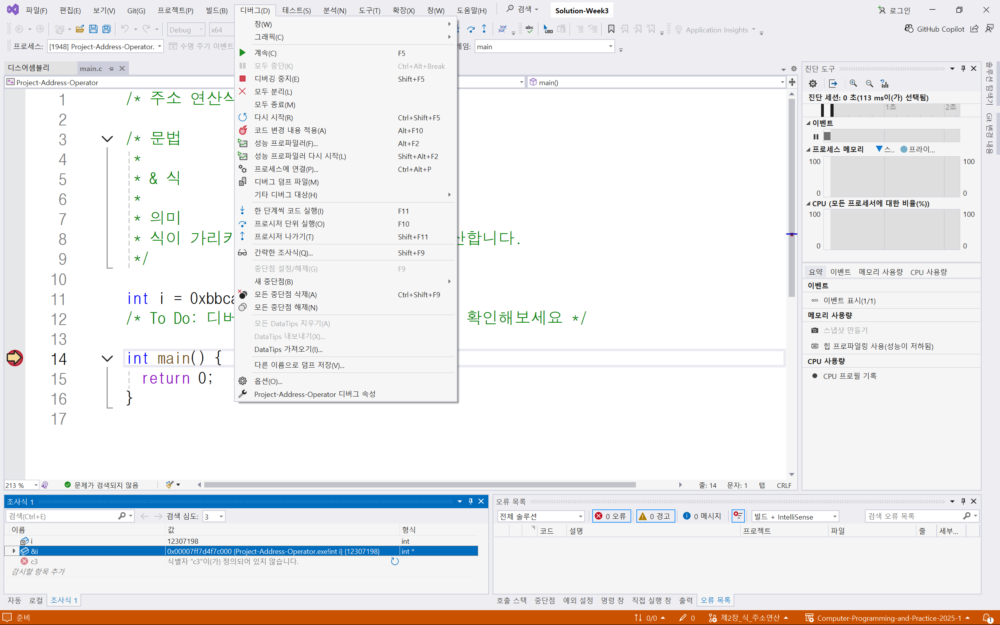 파일(F) 편집(E) 보기(V) Git(G) 프로젝트(P) 빌드(B) 디버그(D) 테스트(S) 분석(N) 도구(T) 확장(X) 창(W) 도움말(H) 검색 Solution-Week3 로그인
Debug x64 Application Insights GitHub Copilot
프로세스: [1948] Project-Address-Operator. 수명 주기 이벤트 main
창(W)
그래픽(C)
계속(C) F5
모두 중단(K) Ctrl+Alt+Break
디버깅 중지(E) Shift+F5
모두 분리(L)
모두 종료(M)
다시 시작(R) Ctrl+Shift+F5
코드 변경 내용 적용(A) Alt+F10
성능 프로파일러(F)... Alt+F2
성능 프로파일러 다시 시작(L) Shift+Alt+F2
프로세스에 연결(P)... Ctrl+Alt+P
디버그 덤프 파일(M)
기타 디버그 대상(H)
한 단계씩 코드 실행(I) F11
프로시저 단위 실행(O) F10
프로시저 나가기(T) Shift+F11
간략한 조사식(Q)... Shift+F9
중단점 설정/해제(G) F9
새 중단점(B)
모든 중단점 삭제(A) Ctrl+Shift+F9
모든 중단점 해제(N)
모든 DataTips 지우기(A)
DataTips 내보내기(X)...
DataTips 가져오기(I)...
다른 이름으로 덤프 저장(V)...
옵션(O)...
Project-Address-Operator 디버그 속성
디스어셈블리 main.c
Project-Address-Operator main()
1 /* 주소 연산
2
3 /* 문법
4 *
5 * & 식
6 *
7 * 의미
8 * 식이 합니다.
9 */
10
11 int i = 0xbbc
12 /* To Do: 확인해보세요 */
13
14 int main() {
15 return 0;
16 }
17
213 % 문제가 검색되지 않음 줄: 14 문자: 1 탭 CRLF
진단 도구
진단 세션: 0 초(113 ms이(가) 선택됨)
1초 2초
이벤트
프로세스 메모리 스.. 프라이...
100 100
0 0
CPU (모든 프로세서에 대한 비율(%))
100 100
0 0
요약 이벤트 메모리 사용량 CPU 사용량
이벤트
이벤트 표시(1/1)
메모리 사용량
스냅샷 만들기
힙 프로파일링 사용(성능이 저하됨)
CPU 사용량
CPU 프로필 기록
솔루션 탐색기
Git 변경 내용
조사식 1
검색(Ctrl+E) 검색 심도: 3
이름 값 형식
i 12307198 int
&i 0x00007ff7d4f7c000 {Project-Address-Operator.exe!int i} {12307198} int *
c3 식별자 "c3"이(가) 정의되어 있지 않습니다.
감시할 항목 추가
자동 로컬 조사식 1
오류 목록
전체 솔루션 0 오류 0 경고 0 메시지 빌드 + IntelliSense 검색 오류 목록
코드 설명 프로젝트 파일 줄 세부...
호출 스택 중단점 예외 설정 명령 창 직접 실행 창 출력 오류 목록
준비 0/0 0 제2장_식_주소연산 Computer-Programming-and-Practice-2025-1 1